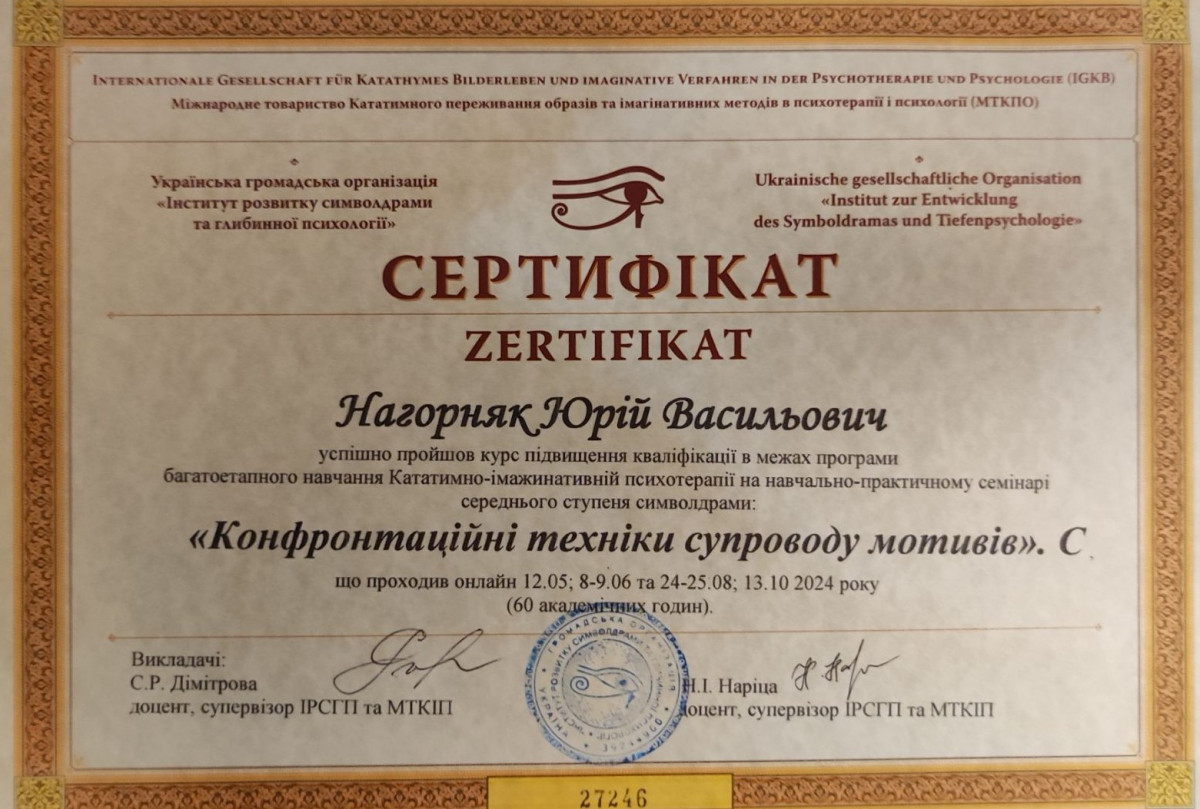 Internationale Gesellschaft für Katathymes Bilderleben und imaginative Verfahren in der Psychotherapie und Psychologie (IGKB)
Міжнародне товариство Кататимного переживання образів та імагінативних методів в психотерапії і психології (МТКПО)
Українська громадська організація
«Інститут розвитку символдрами
та глибинної психології»
Ukrainische gesellschaftliche Organisation
«Institut zur Entwicklung
des Symboldramas und Tiefenpsychologie»
СЕРТИФІКАТ
ZERTIFIKAT
Нагорняк Юрій Васильович
успішно пройшов курс підвищення кваліфікації в межах програми
багатоетапного навчання Кататимно-імажинативній психотерапії на навчально-практичному семінарі
середнього ступеня символдрами:
«Конфронтаційні техніки супроводу мотивів». С
що проходив онлайн 12.05; 8-9.06 та 24-25.08; 13.10 2024 року
(60 академічних годин).
Викладачі:
С.Р. Дімітрова
доцент, супервізор ІРСГП та МТКІП
Н.І. Наріца
доцент, супервізор ІРСГП та МТКІП
ГРОМАДСЬКА ОРГАНІЗАЦІЯ
УКРАЇНА
27246